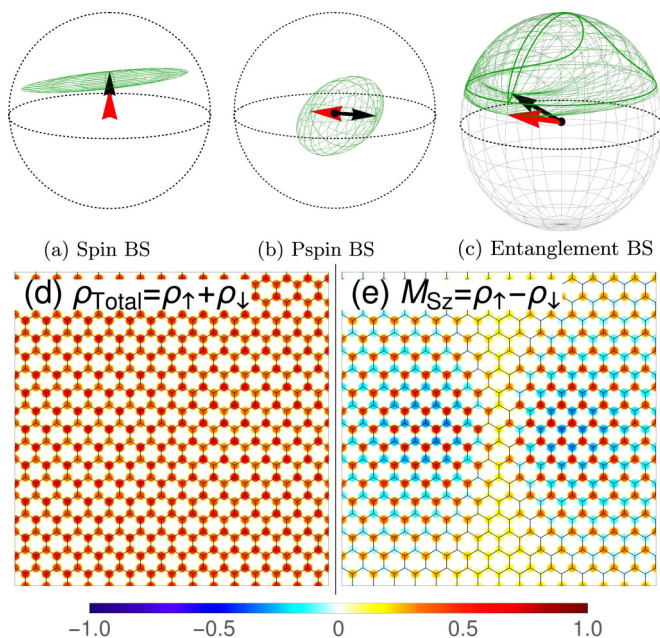 (a) Spin BS
(b) Pspin BS
(c) Entanglement BS
(d) ρTotal=ρ↑+ρ↓
(e) MSz=ρ↑−ρ↓
−1.0 −0.5 0 0.5 1.0